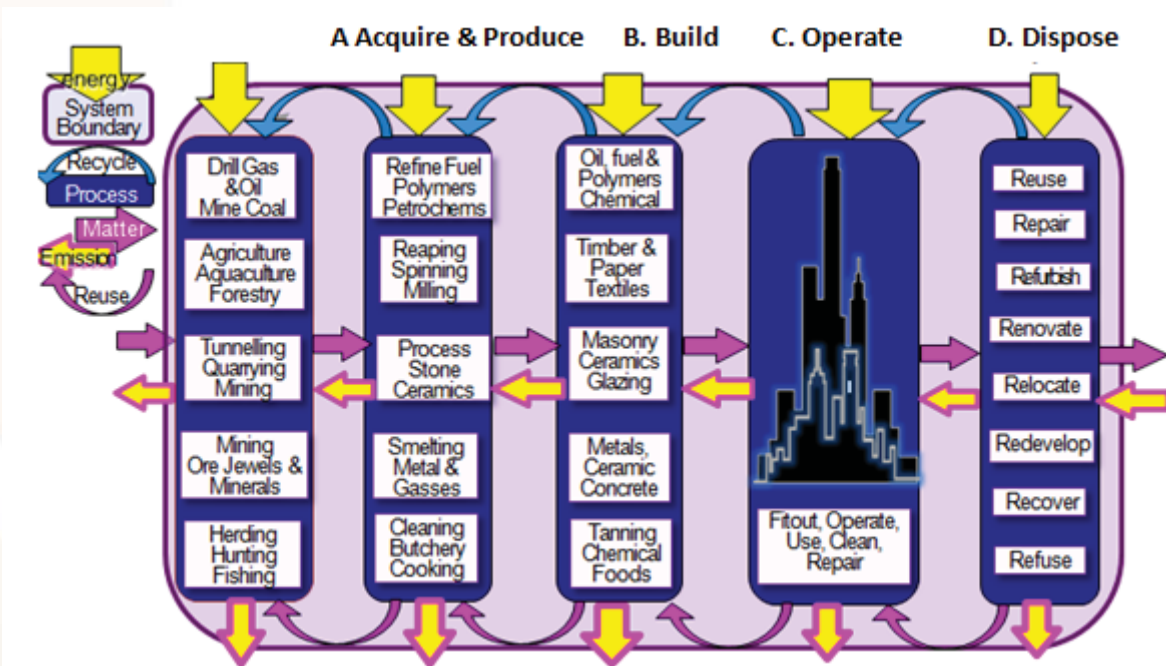 A Acquire & Produce
B. Build
C. Operate
D. Dispose
energy
System
Boundary
Recycle
Process
Matter
Emission
Reuse
Drill Gas
&Oil
Mine Coal
Agriculture
Aquaculture
Forestry
Tunnelling
Quarrying
Mining
Mining
Ore Jewels &
Minerals
Herding
Hunting
Fishing
Refine Fuel
Polymers
Petrochems
Reaping
Spinning
Milling
Process
Stone
Ceramics
Smelting
Metal &
Gasses
Cleaning
Butchery
Cooking
Oil, fuel &
Polymers
Chemical
Timber &
Paper
Textiles
Masonry
Ceramics
Glazing
Metals,
Ceramic
Concrete
Tanning
Chemical
Foods
Fitout, Operate,
Use, Clean,
Repair
Reuse
Repair
Refurbish
Renovate
Relocate
Redevelop
Recover
Refuse